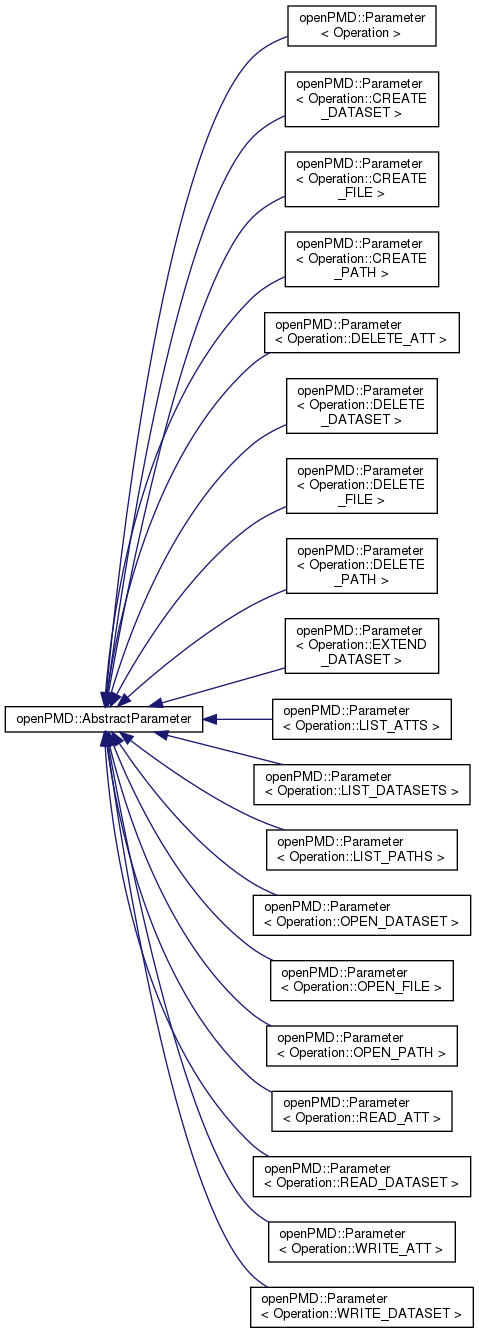 openPMD::Parameter
< Operation >
openPMD::Parameter
< Operation::CREATE
_DATASET >
openPMD::Parameter
< Operation::CREATE
_FILE >
openPMD::Parameter
< Operation::CREATE
_PATH >
openPMD::Parameter
< Operation::DELETE_ATT >
openPMD::Parameter
< Operation::DELETE
_DATASET >
openPMD::Parameter
< Operation::DELETE
_FILE >
openPMD::Parameter
< Operation::DELETE
_PATH >
openPMD::Parameter
< Operation::EXTEND
_DATASET >
openPMD::AbstractParameter
openPMD::Parameter
< Operation::LIST_ATTS >
openPMD::Parameter
< Operation::LIST_DATASETS >
openPMD::Parameter
< Operation::LIST_PATHS >
openPMD::Parameter
< Operation::OPEN_DATASET >
openPMD::Parameter
< Operation::OPEN_FILE >
openPMD::Parameter
< Operation::OPEN_PATH >
openPMD::Parameter
< Operation::READ_ATT >
openPMD::Parameter
< Operation::READ_DATASET >
openPMD::Parameter
< Operation::WRITE_ATT >
openPMD::Parameter
< Operation::WRITE_DATASET >